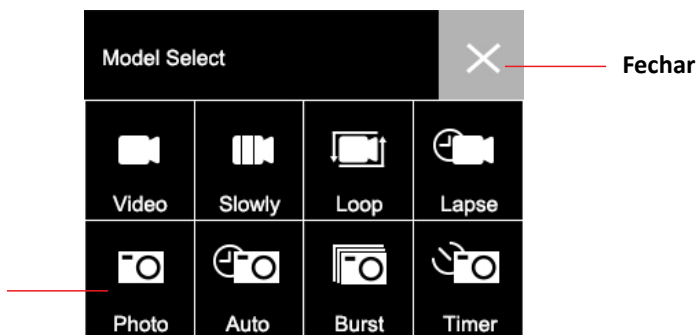 Model Select
Fechar
Video Slowly Loop Lapse
Photo Auto Burst Timer